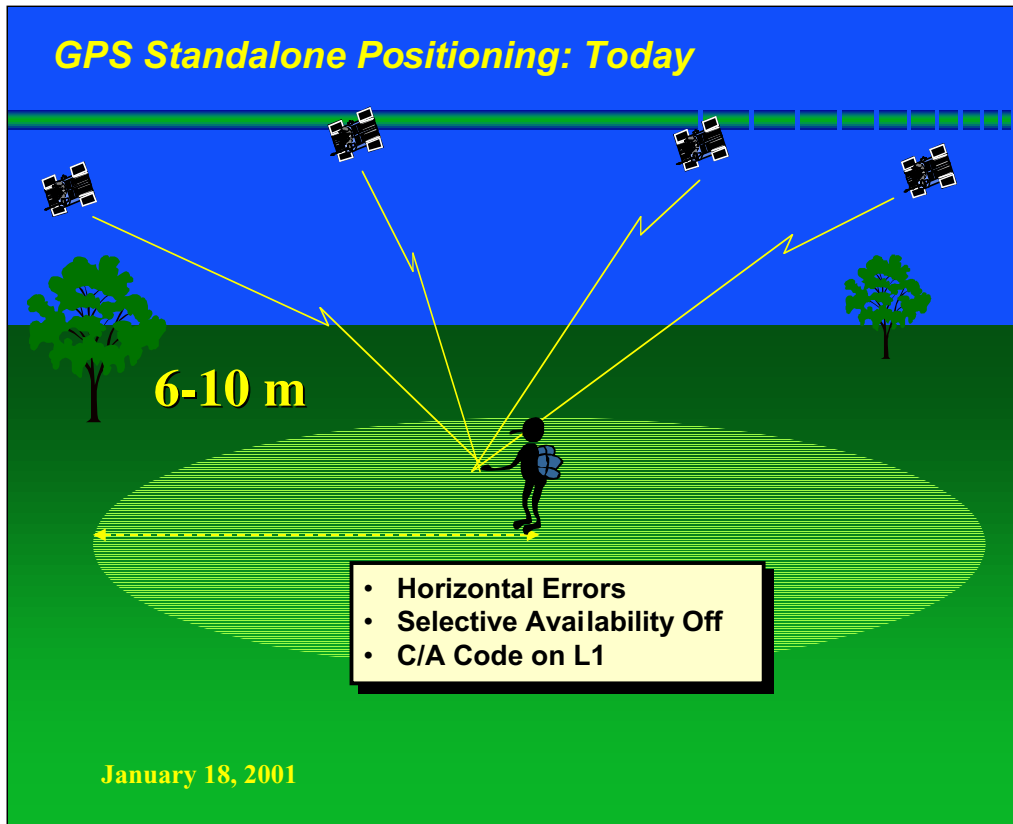 GPS Standalone Positioning: Today
6-10 m
• Horizontal Errors
• Selective Availability Off
• C/A Code on L1
January 18, 2001